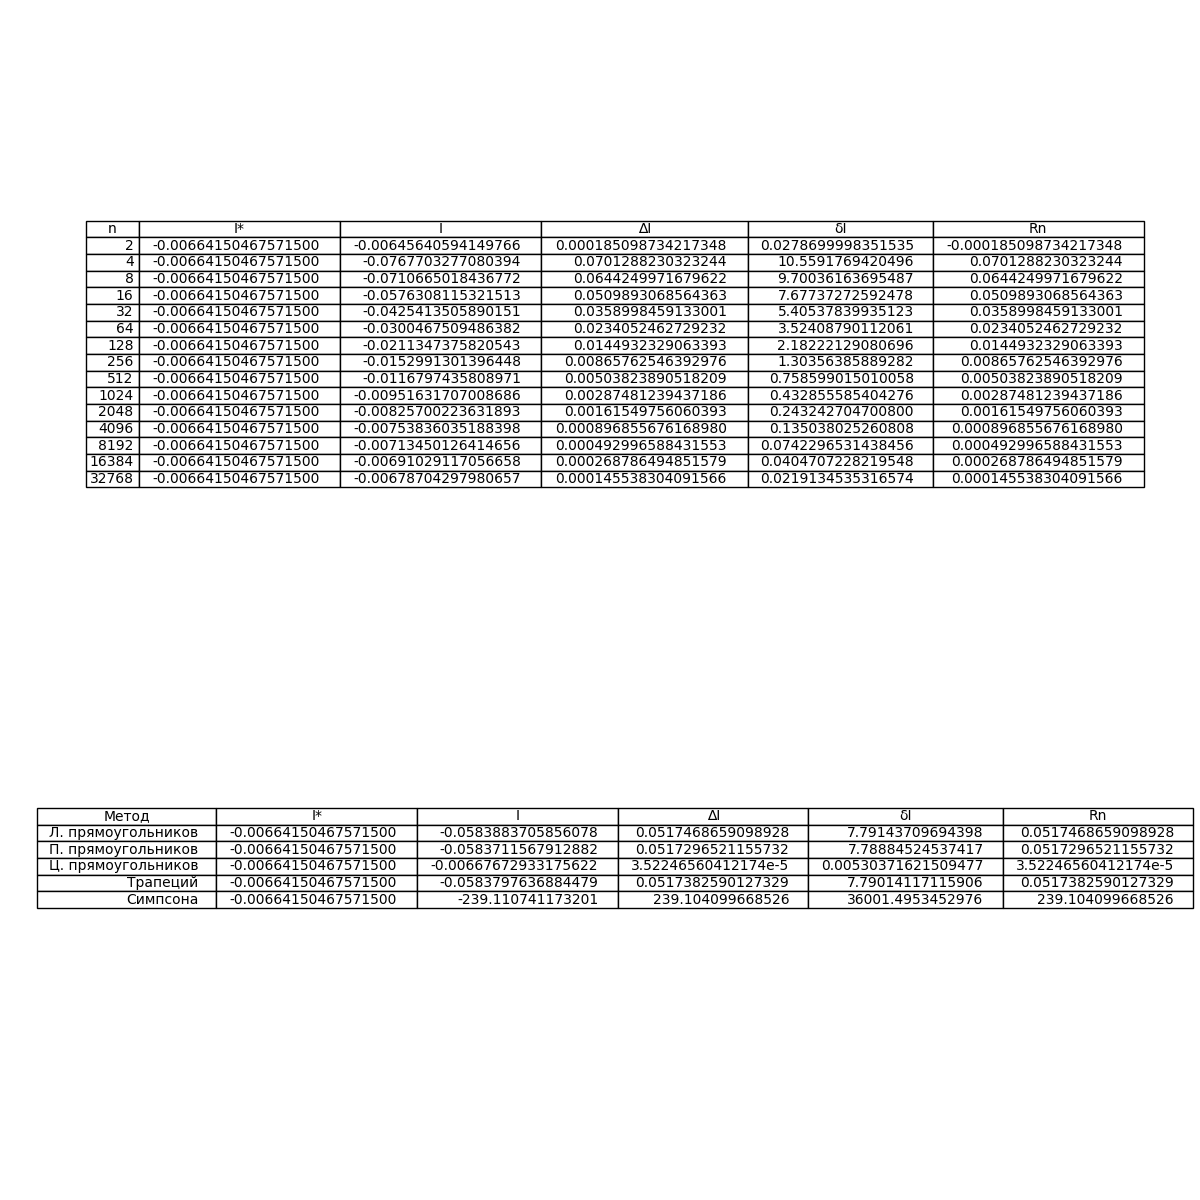 n I* I ΔI δI Rn
2 -0.00664150467571500 -0.00645640594149766 0.000185098734217348 0.0278699998351535 -0.000185098734217348
4 -0.00664150467571500 -0.0767703277080394 0.0701288230323244 10.5591769420496 0.0701288230323244
8 -0.00664150467571500 -0.0710665018436772 0.0644249971679622 9.70036163695487 0.0644249971679622
16 -0.00664150467571500 -0.0576308115321513 0.0509893068564363 7.67737272592478 0.0509893068564363
32 -0.00664150467571500 -0.0425413505890151 0.0358998459133001 5.40537839935123 0.0358998459133001
64 -0.00664150467571500 -0.0300467509486382 0.0234052462729232 3.52408790112061 0.0234052462729232
128 -0.00664150467571500 -0.0211347375820543 0.0144932329063393 2.18222129080696 0.0144932329063393
256 -0.00664150467571500 -0.0152991301396448 0.00865762546392976 1.30356385889282 0.00865762546392976
512 -0.00664150467571500 -0.0116797435808971 0.00503823890518209 0.758599015010058 0.00503823890518209
1024 -0.00664150467571500 -0.00951631707008686 0.00287481239437186 0.432855585404276 0.00287481239437186
2048 -0.00664150467571500 -0.00825700223631893 0.00161549756060393 0.243242704700800 0.00161549756060393
4096 -0.00664150467571500 -0.00753836035188398 0.000896855676168980 0.135038025260808 0.000896855676168980
8192 -0.00664150467571500 -0.00713450126414656 0.000492996588431553 0.0742296531438456 0.000492996588431553
16384 -0.00664150467571500 -0.00691029117056658 0.000268786494851579 0.0404707228219548 0.000268786494851579
32768 -0.00664150467571500 -0.00678704297980657 0.000145538304091566 0.0219134535316574 0.000145538304091566
Метод I* I ΔI δI Rn
Л. прямоугольников -0.00664150467571500 -0.0583883705856078 0.0517468659098928 7.79143709694398 0.0517468659098928
П. прямоугольников -0.00664150467571500 -0.0583711567912882 0.0517296521155732 7.78884524537417 0.0517296521155732
Ц. прямоугольников -0.00664150467571500 -0.00667672933175622 3.52246560412174e-5 0.00530371621509477 3.52246560412174e-5
Трапеций -0.00664150467571500 -0.0583797636884479 0.0517382590127329 7.79014117115906 0.0517382590127329
Симпсона -0.00664150467571500 -239.110741173201 239.104099668526 36001.4953452976 239.104099668526